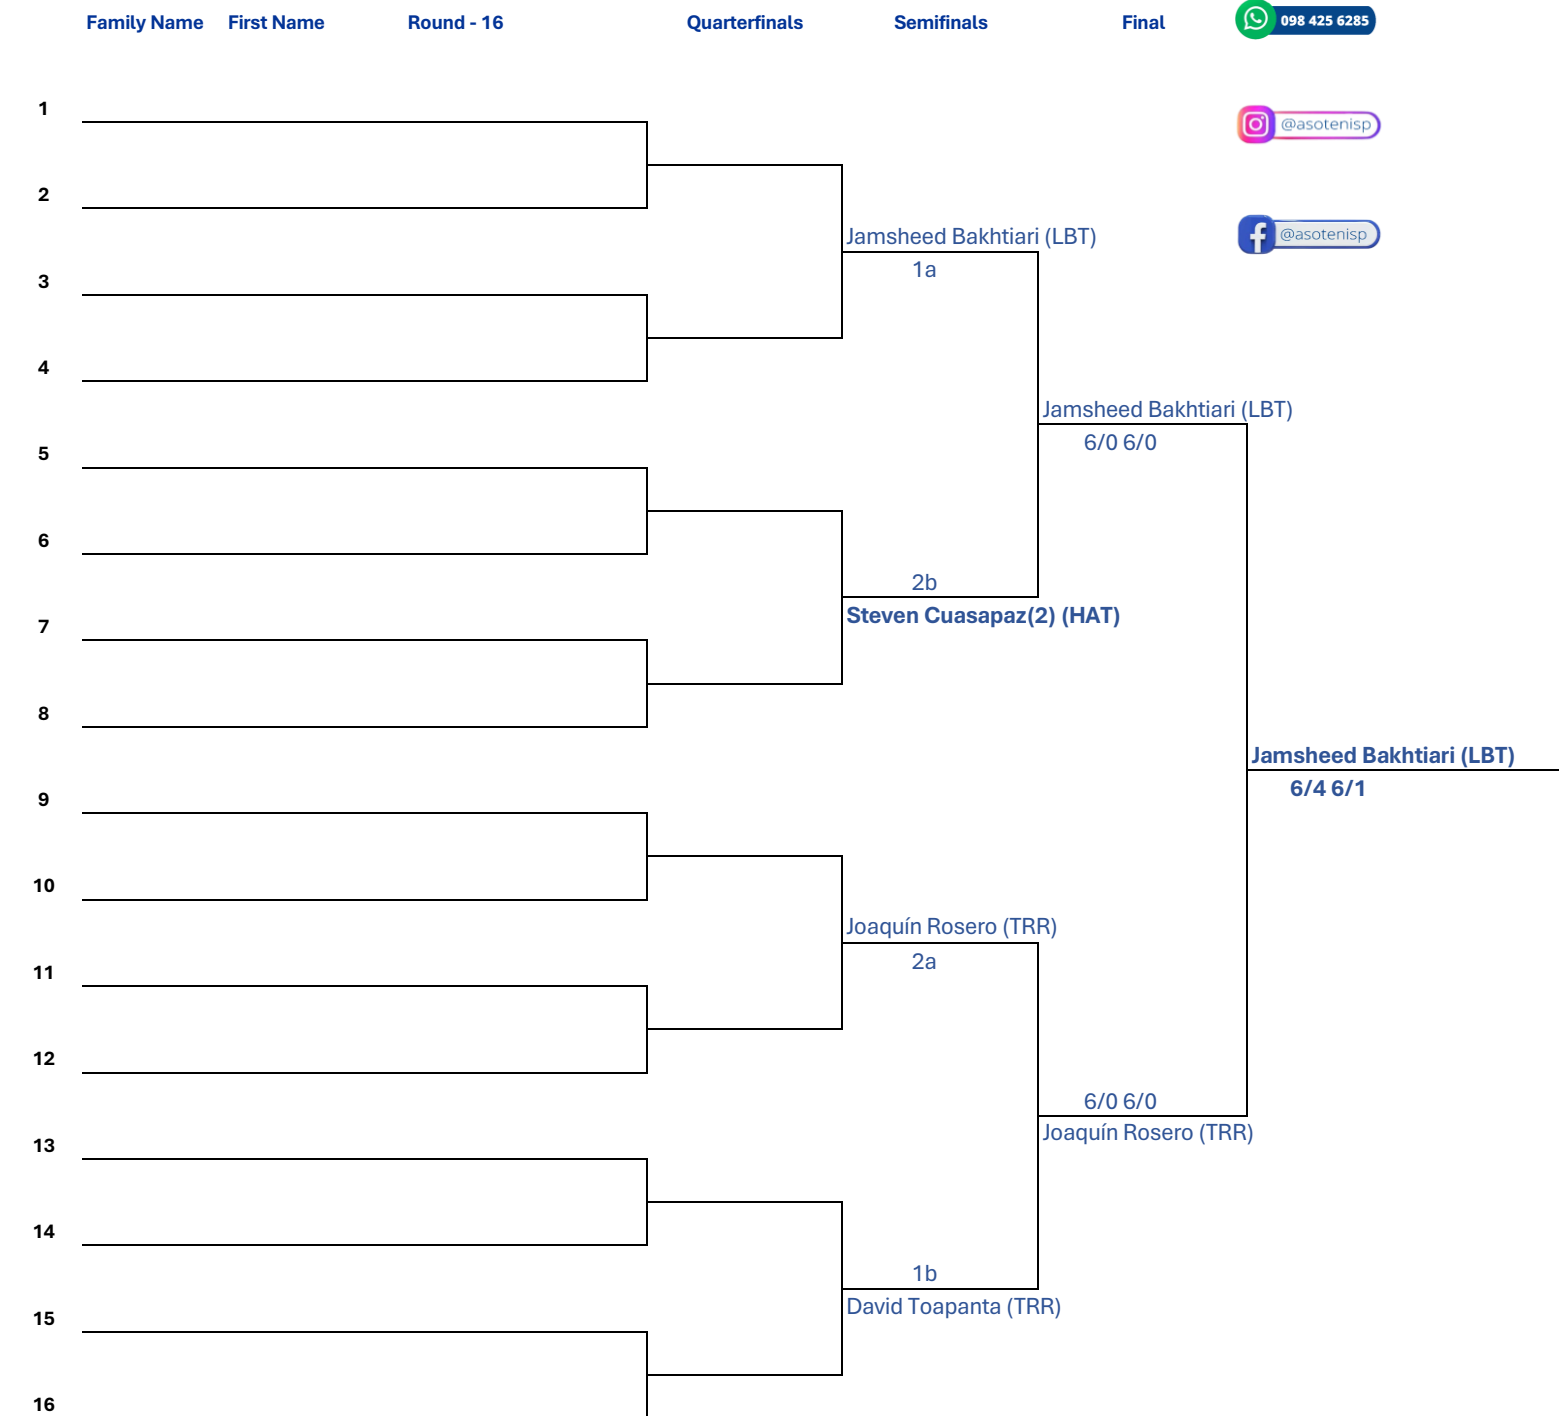 Family Name First Name Round - 16 Quarterfinals Semifinals Final 098 425 6285
1
@asotenisp
2
Jamsheed Bakhtiari (LBT) @asotenisp
1a
3
4
Jamsheed Bakhtiari (LBT)
6/0 6/0
5
6
2b
Steven Cuasapaz(2) (HAT)
7
8
Jamsheed Bakhtiari (LBT)
6/4 6/1
9
10
Joaquín Rosero (TRR)
2a
11
12
6/0 6/0
Joaquín Rosero (TRR)
13
14
1b
David Toapanta (TRR)
15
16